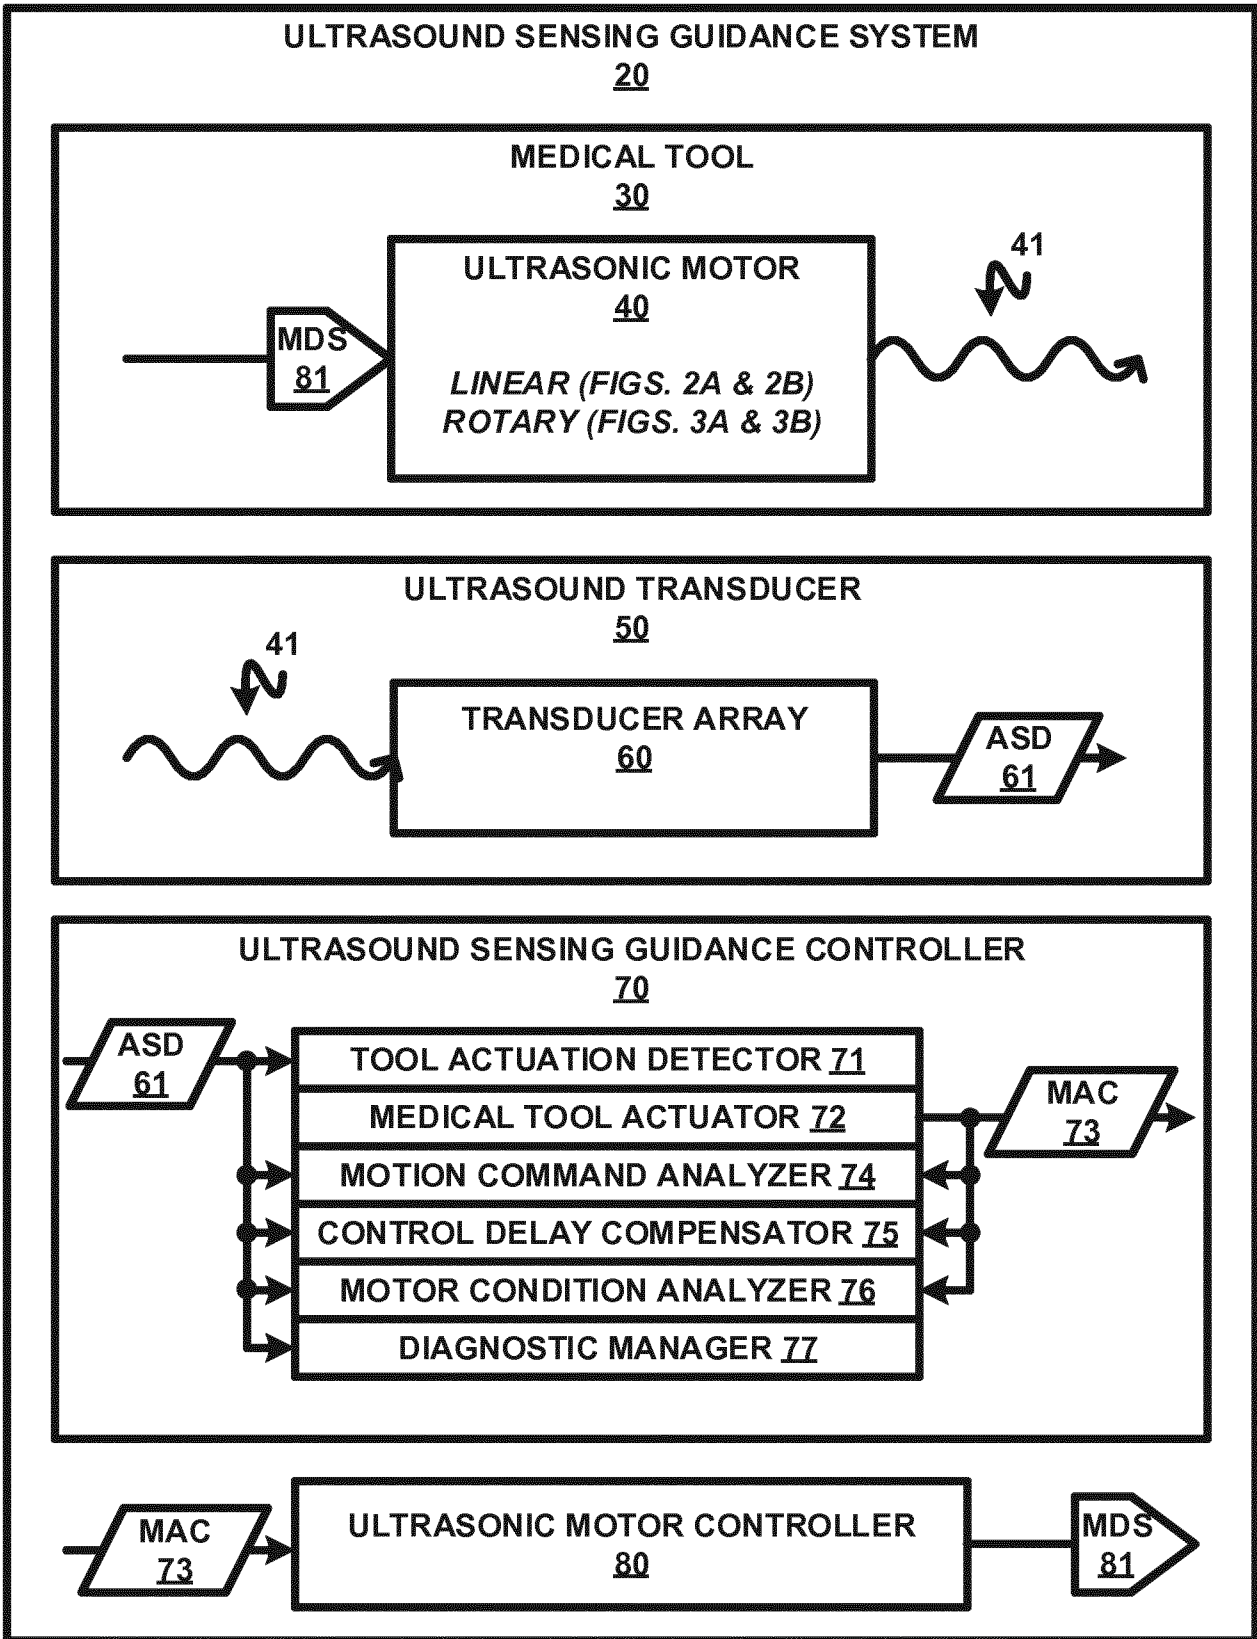 ULTRASOUND SENSING GUIDANCE SYSTEM
20
MEDICAL TOOL
30
ULTRASONIC MOTOR
40
LINEAR (FIGS. 2A & 2B)
ROTARY (FIGS. 3A & 3B)
MDS
81
41
ULTRASOUND TRANSDUCER
50
41
TRANSDUCER ARRAY
60
ASD
61
ULTRASOUND SENSING GUIDANCE CONTROLLER
70
ASD
61
TOOL ACTUATION DETECTOR 71
MEDICAL TOOL ACTUATOR 72
MOTION COMMAND ANALYZER 74
CONTROL DELAY COMPENSATOR 75
MOTOR CONDITION ANALYZER 76
DIAGNOSTIC MANAGER 77
MAC
73
MAC
73
ULTRASONIC MOTOR CONTROLLER
80
MDS
81